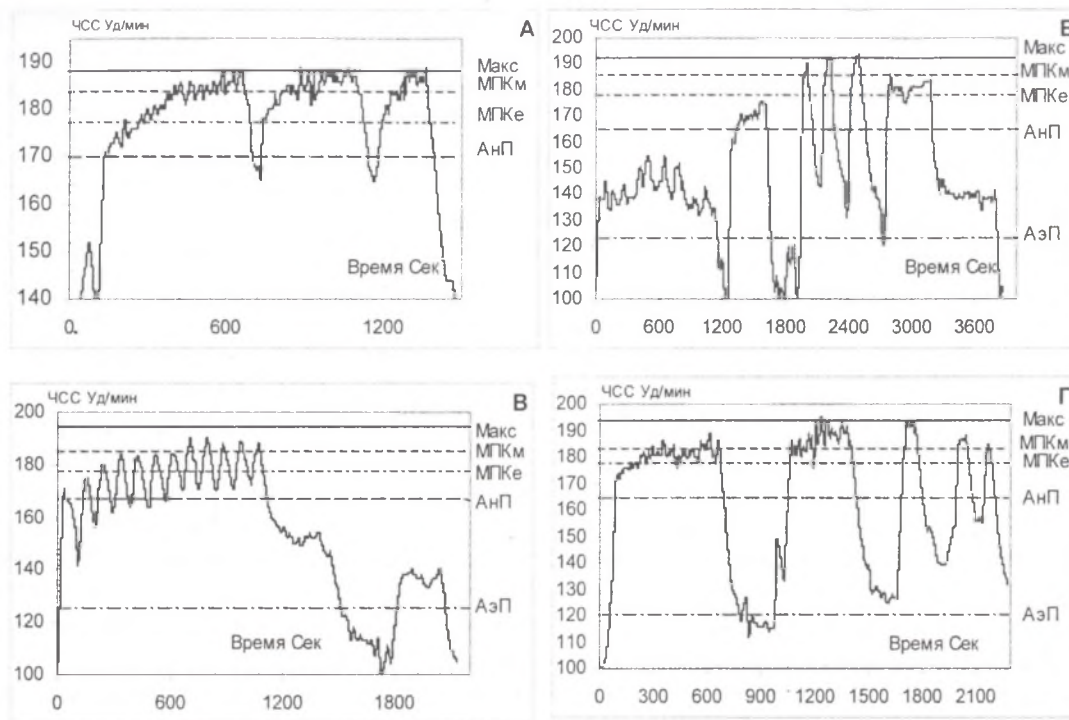 ЧСС Уд/мин
А
190
180
170
160
150
140
Макс
МПКм
МПКе
АнП
Время Сек
0.
600
1200
ЧСС Уд/мин
200
190
180
170
160
150
140
130
120
110
100
Макс
МПКм
МПКе
АнП
АэП
Время Сек
0
600
1200
1800
2400
3000
3600
ЧСС Уд/мин
В
200
180
160
140
120
100
Макс
МПКм
МПКе
АнП
АэП
Время Сек
0
600
1200
1800
ЧСС Уд/мин
200
190
180
170
160
150
140
130
120
110
100
Макс
МПКм
МПКе
АнП
АэП
Время Сек
0
300
600
900
1200
1500
1800
2100